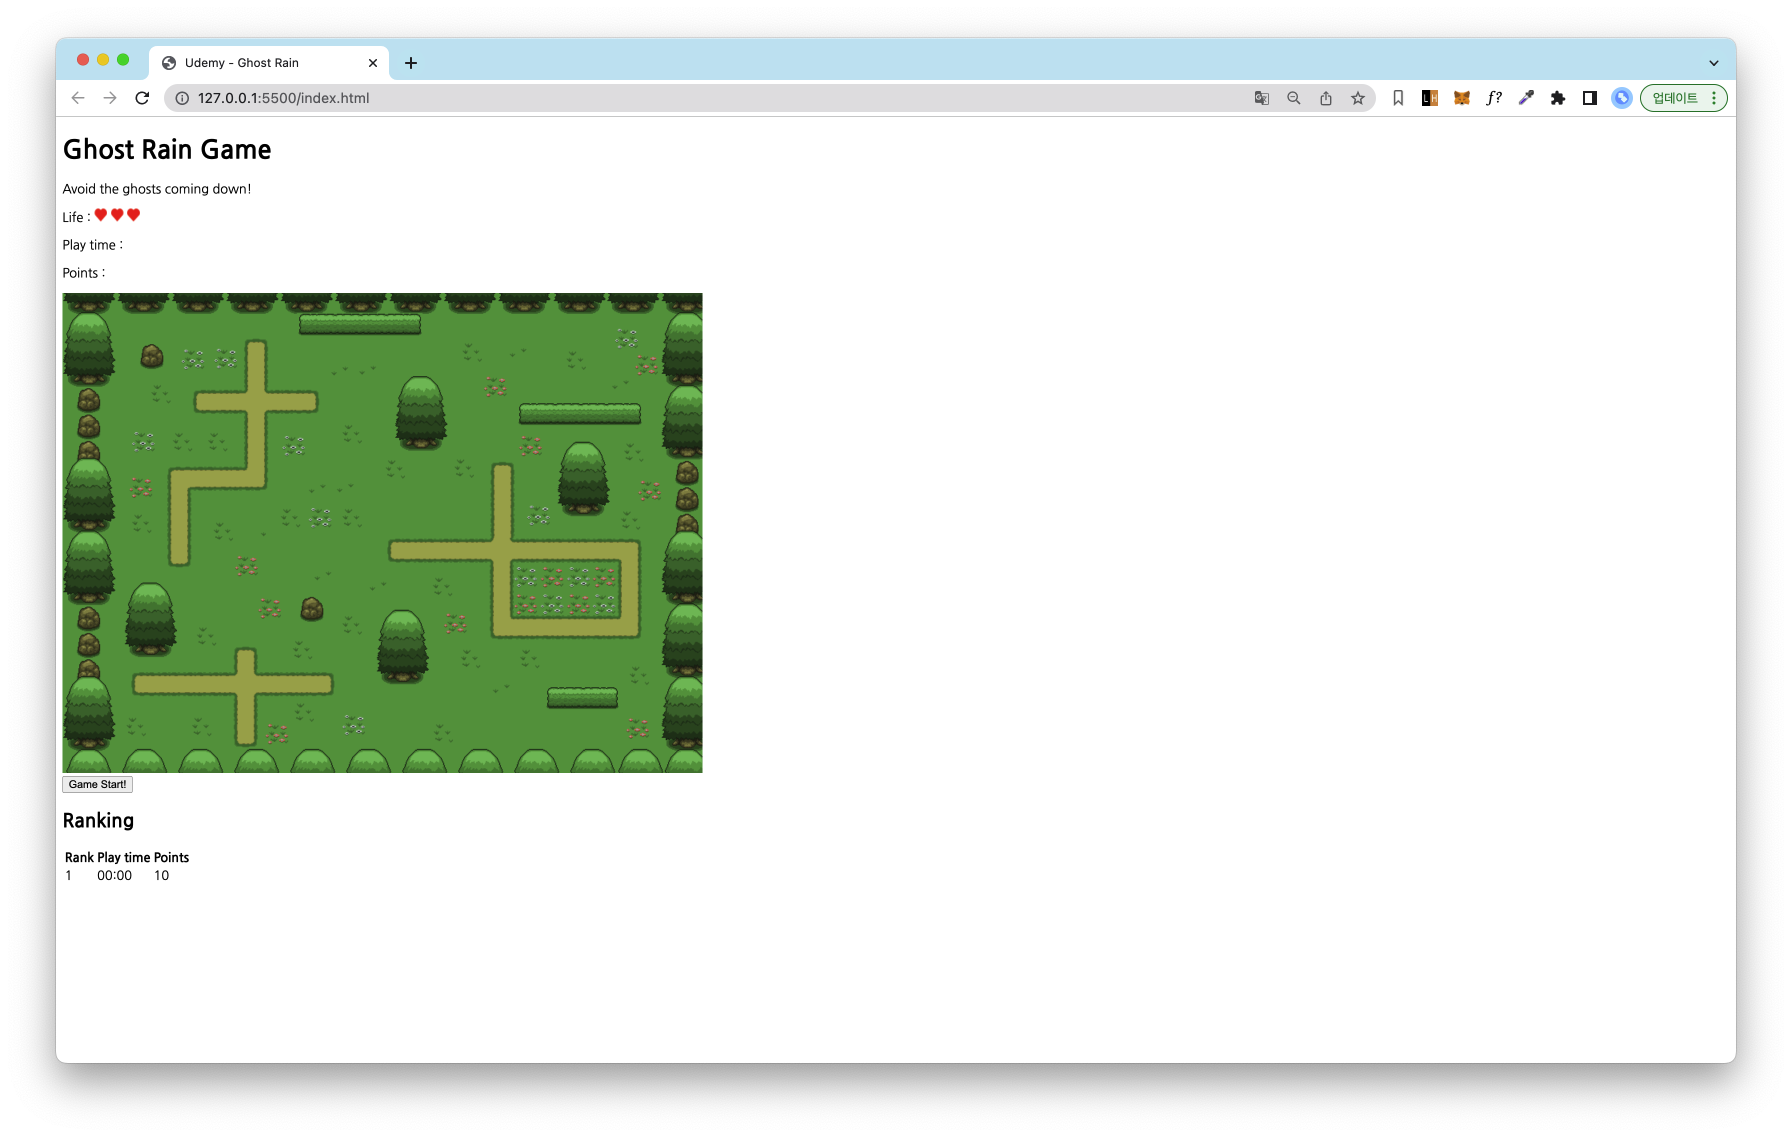 Udemy - Ghost Rain
127.0.0.1:5500/index.html
LH
f?
업데이트
Ghost Rain Game
Avoid the ghosts coming down!
Life : ♥♥♥
Play time :
Points :
Game Start!
Ranking
Rank Play time Points
1 00:00 10